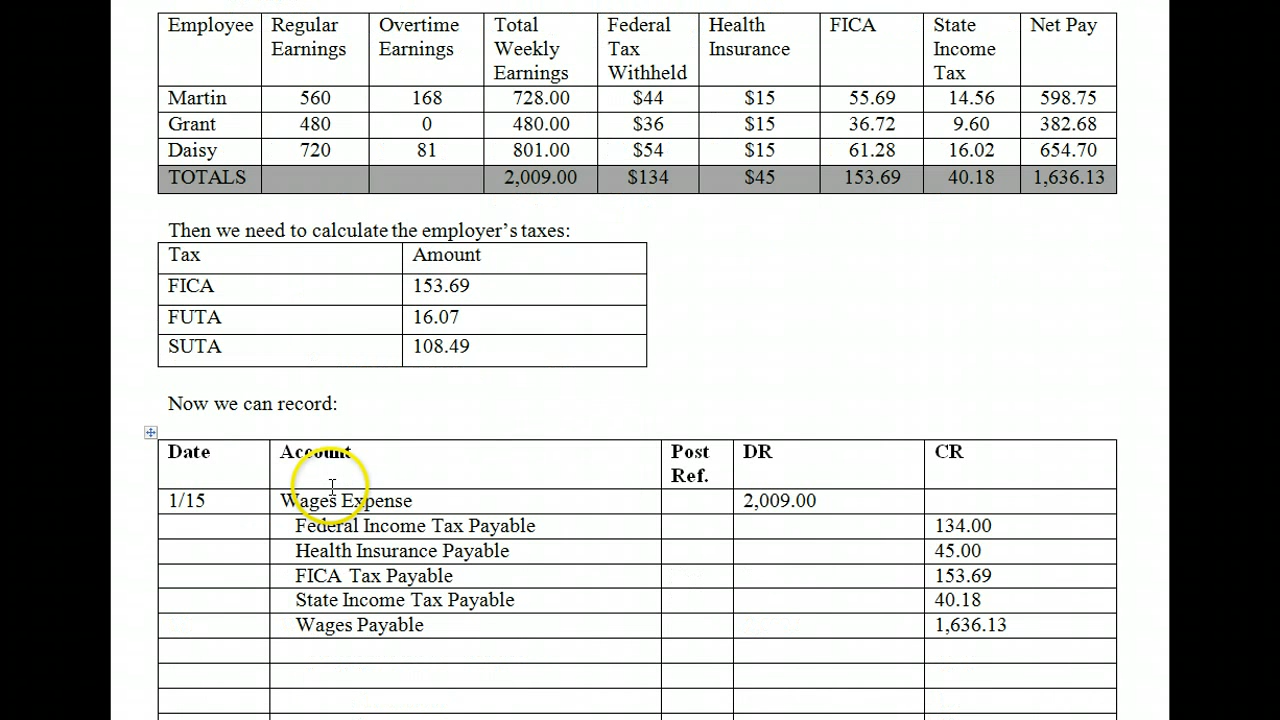 Employee Regular Earnings Overtime Earnings Total Weekly Earnings Federal Tax Withheld Health Insurance FICA State Income Tax Net Pay
Martin 560 168 728.00 $44 $15 55.69 14.56 598.75
Grant 480 0 480.00 $36 $15 36.72 9.60 382.68
Daisy 720 81 801.00 $54 $15 61.28 16.02 654.70
TOTALS 2,009.00 $134 $45 153.69 40.18 1,636.13
Then we need to calculate the employer's taxes:
Tax Amount
FICA 153.69
FUTA 16.07
SUTA 108.49
Now we can record:
Date Account Post Ref. DR CR
1/15 Wages Expense 2,009.00
Federal Income Tax Payable 134.00
Health Insurance Payable 45.00
FICA Tax Payable 153.69
State Income Tax Payable 40.18
Wages Payable 1,636.13